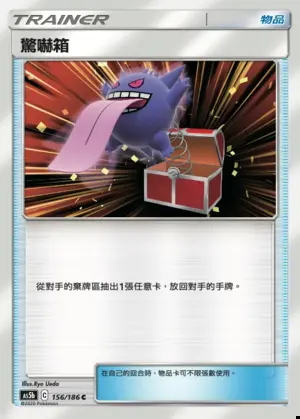 TRAINER 物品
驚嚇箱
從對手的棄牌區抽出1張任意卡,放回對手的手牌。
在自己的回合時,物品卡可不限張數使用。
Illus.Kyo Ueda
AS5b C 156/186 C
©2020 Pokémon